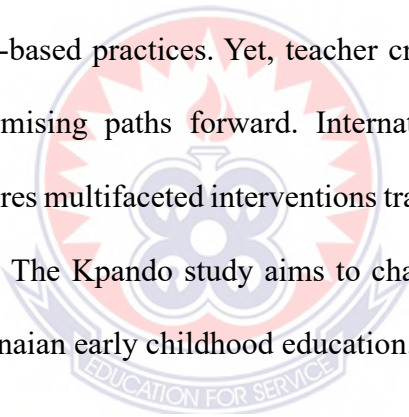 -based practices. Yet, teacher cr
mising paths forward. Internat
res multifaceted interventions tra
The Kpando study aims to cha
naian early childhood education.
EDUCATION FOR SERVICE